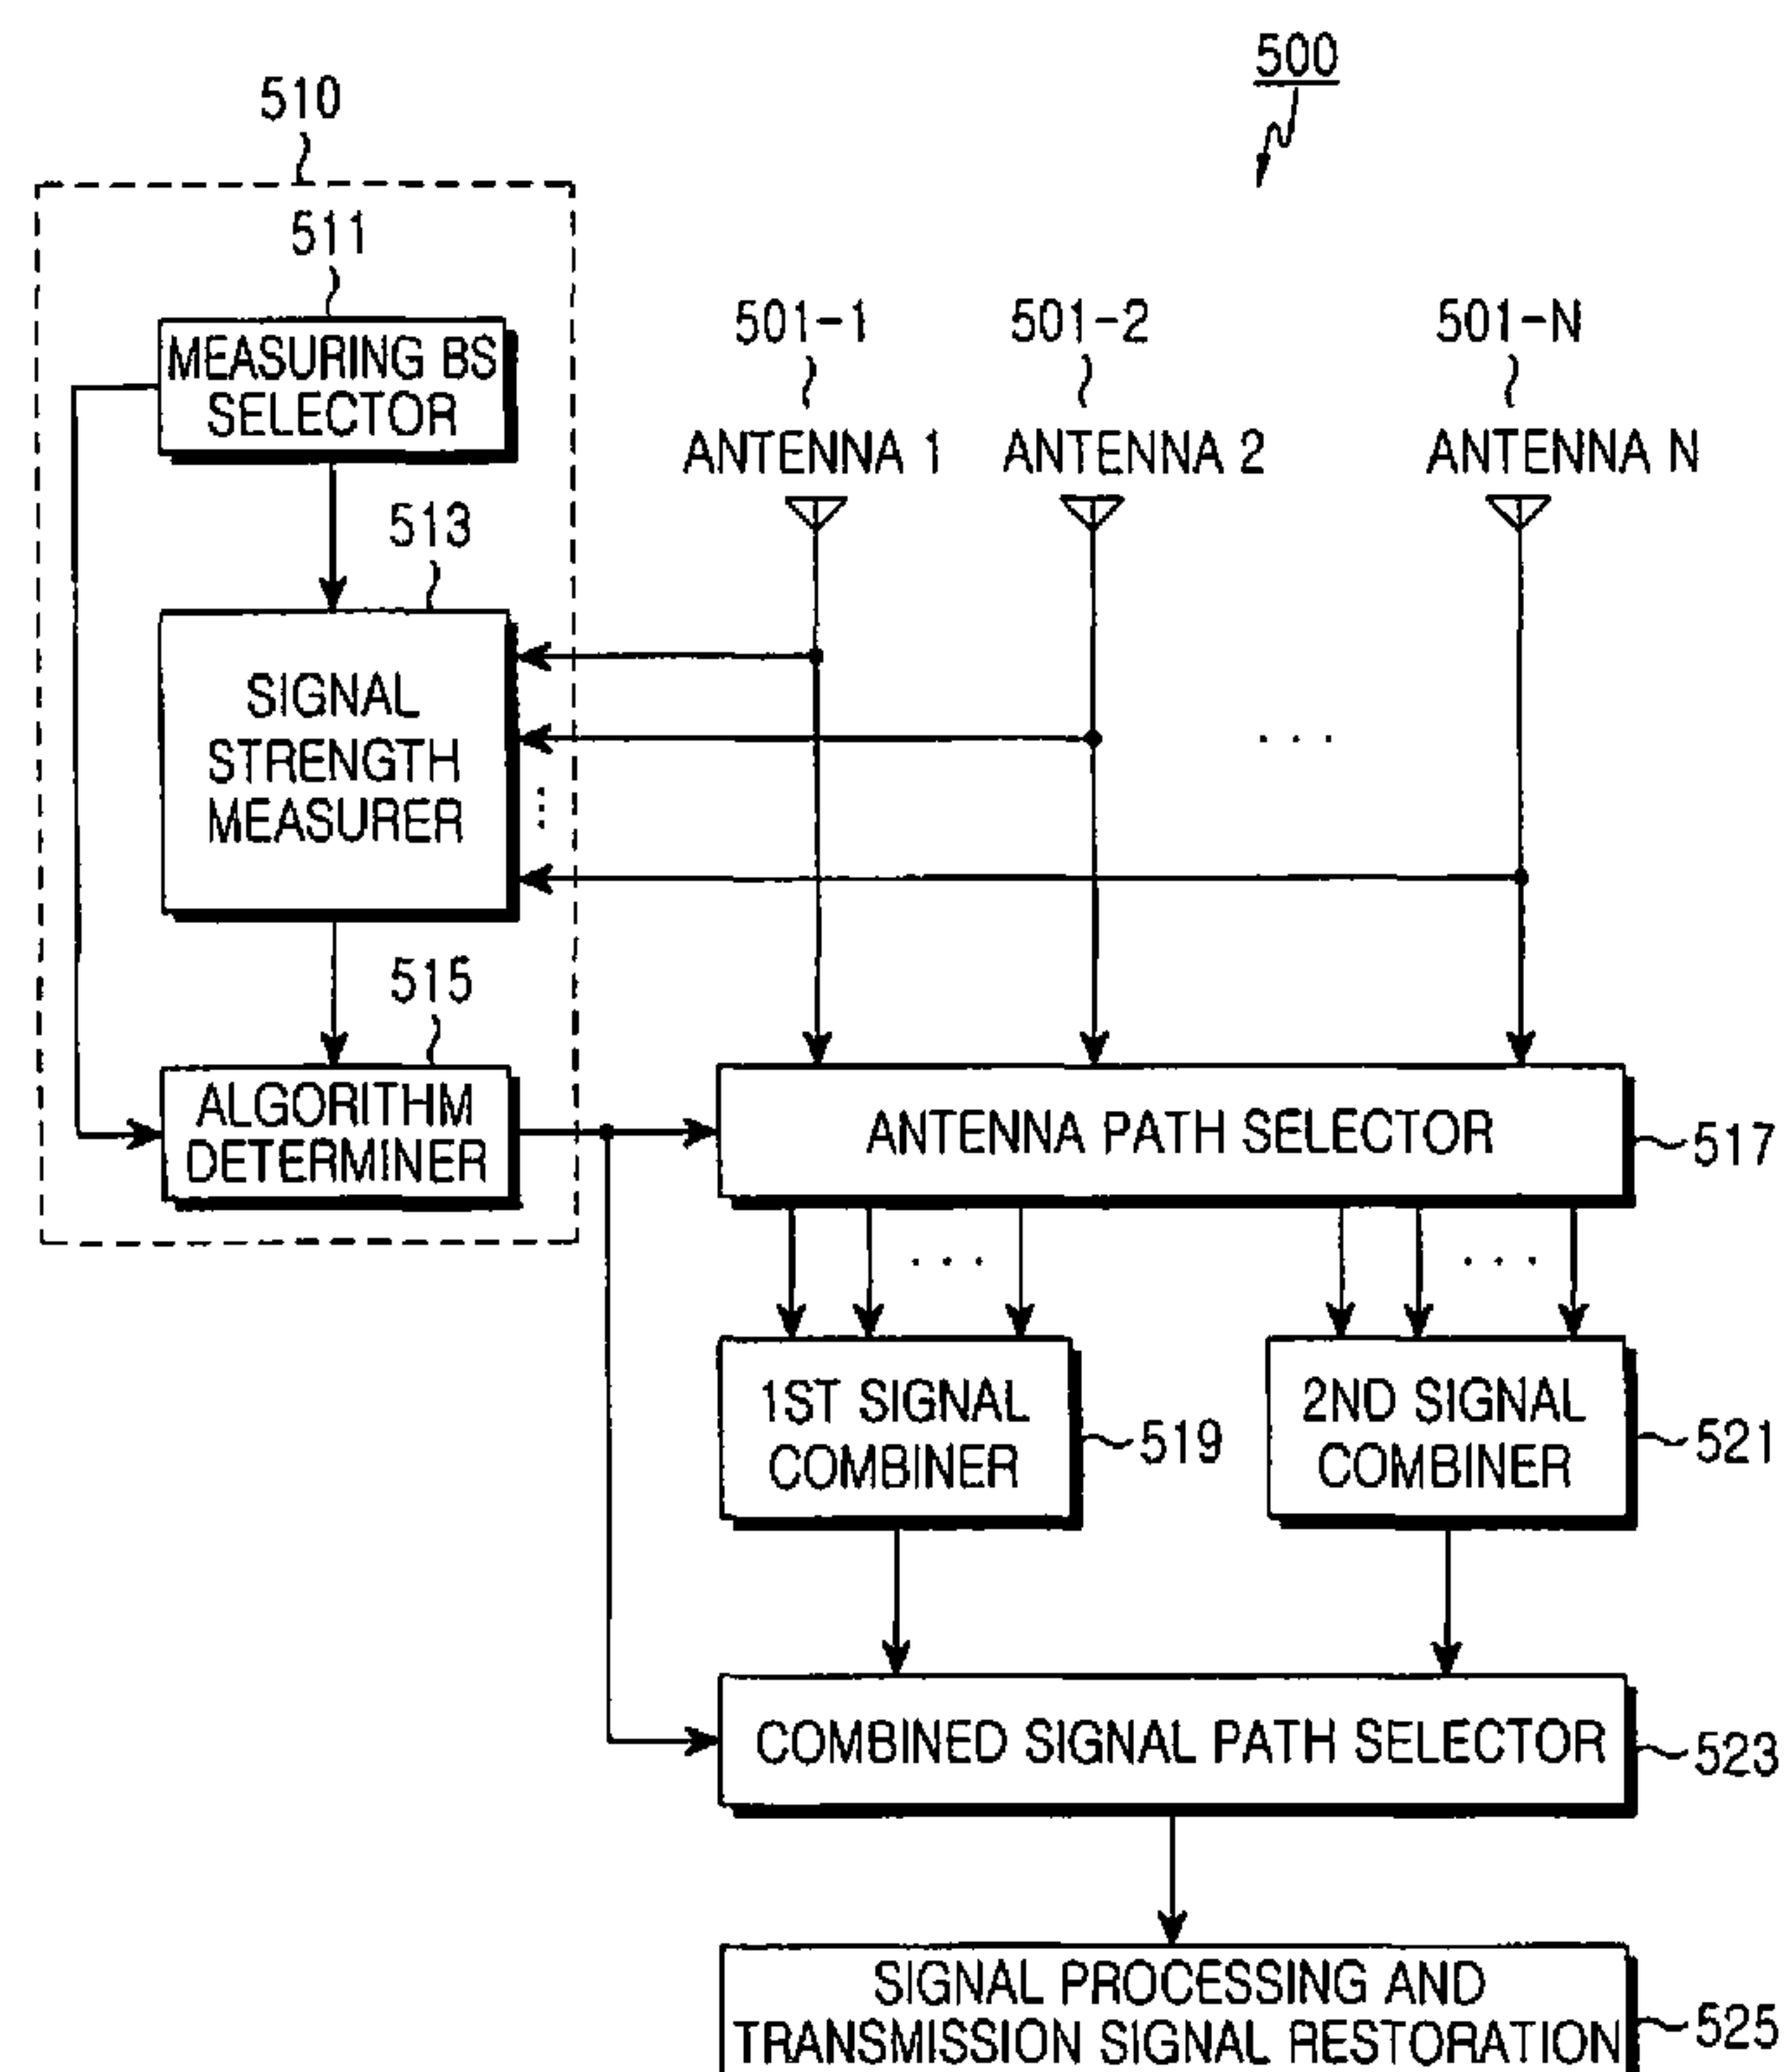 500
510
511
MEASURING BS
SELECTOR
501-1
501-2
501-N
ANTENNA 1
ANTENNA 2
ANTENNA N
513
SIGNAL
STRENGTH
MEASURER
515
ALGORITHM
DETERMINER
ANTENNA PATH SELECTOR
517
1ST SIGNAL
COMBINER
519
2ND SIGNAL
COMBINER
521
COMBINED SIGNAL PATH SELECTOR
523
SIGNAL PROCESSING AND
TRANSMISSION SIGNAL RESTORATION
525